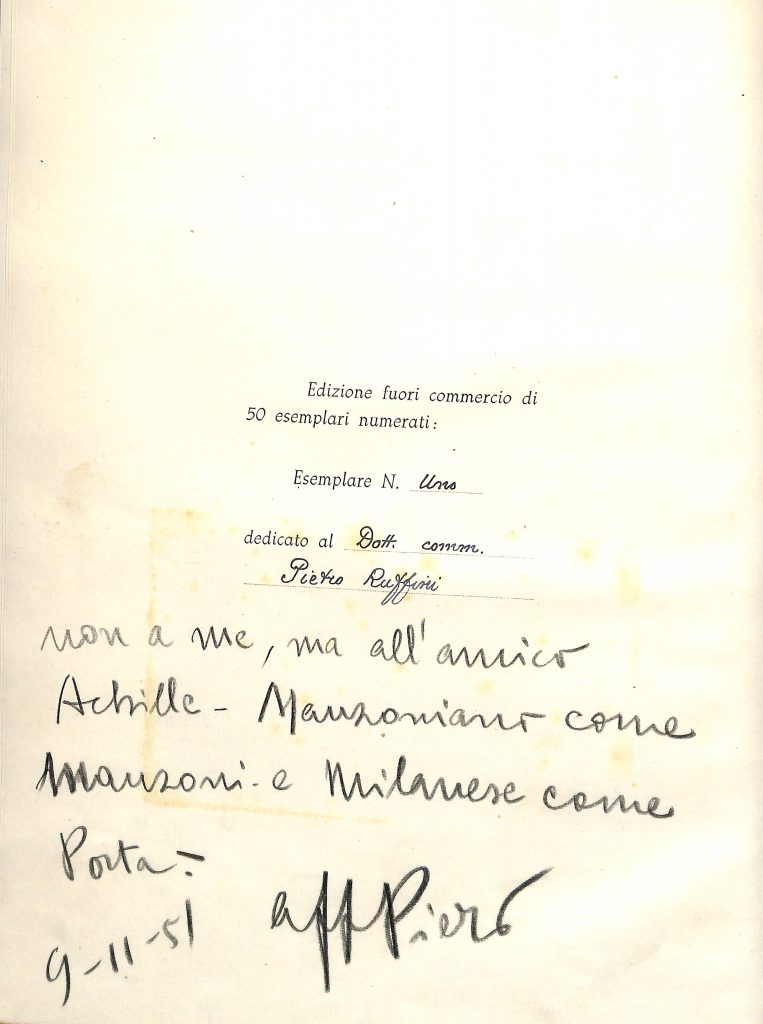 Edizione fuori commercio di
50 esemplari numerati:
Esemplare N. Uno
dedicato al Dott. comm.
Pietro Ruffini
non a me, ma all'amico
Achille - Manzoniano come
Manzoni - e Milanese come
Porta -
9-11-51 aff Piero